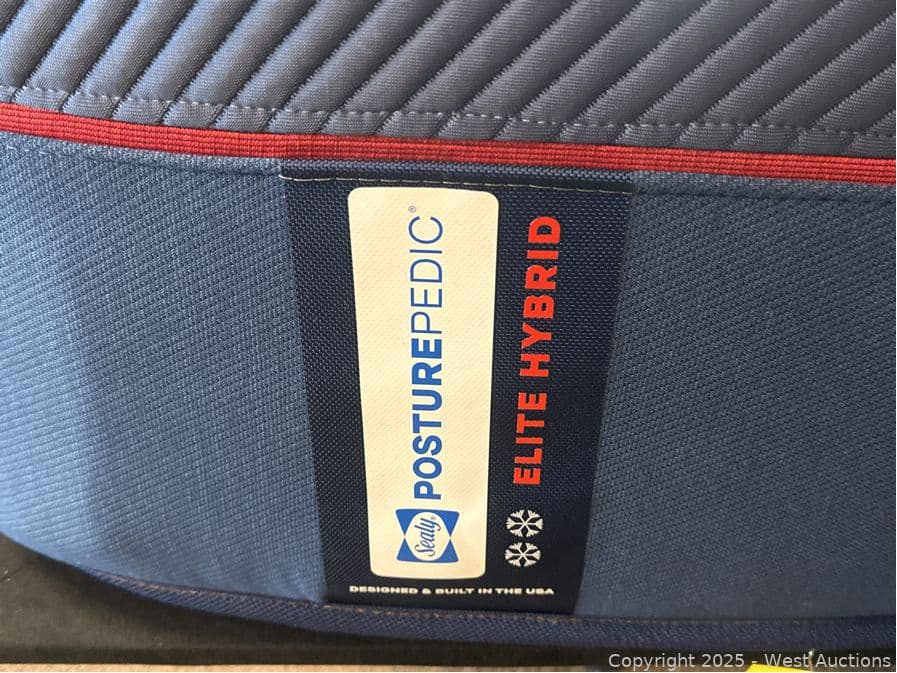 Sealy® POSTUREPEDIC®
ELITE HYBRID
DESIGNED & BUILT IN THE USA
Copyright 2025 - West Auctions